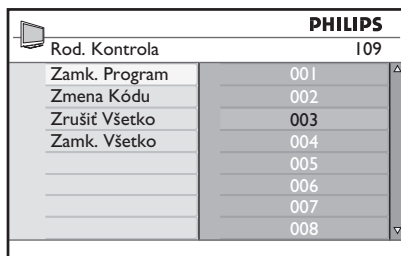 PHILIPS
Rod. Kontrola 109
Zamk. Program 001
Zmena Kódu 002
Zrušiť Všetko 003
Zamk. Všetko 004
005
006
007
008